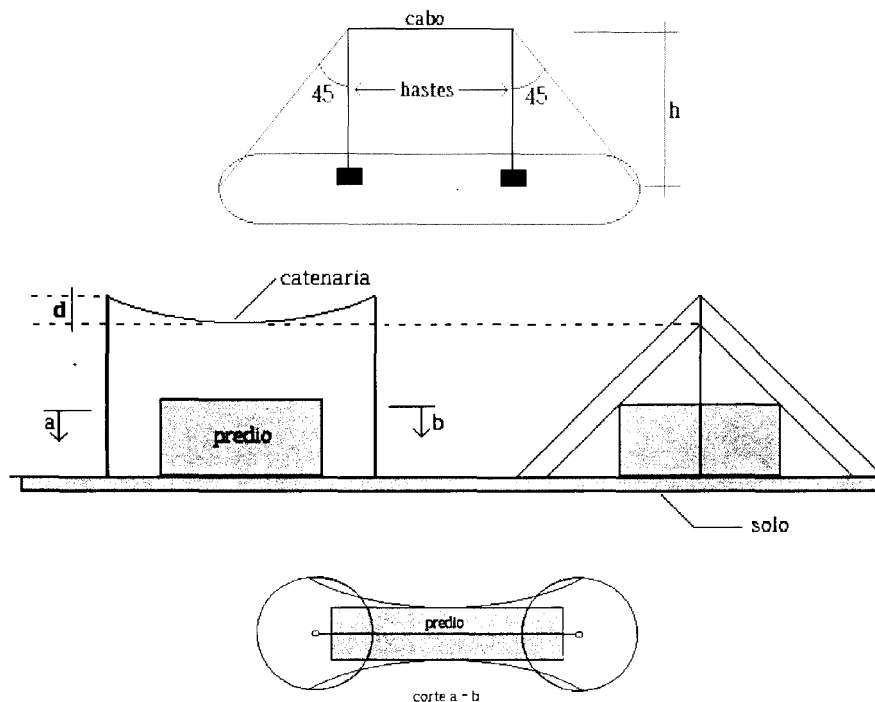 cabo
45
hastes
45
h
catenaria
d
a
predio
b
solo
predio
corte a - b